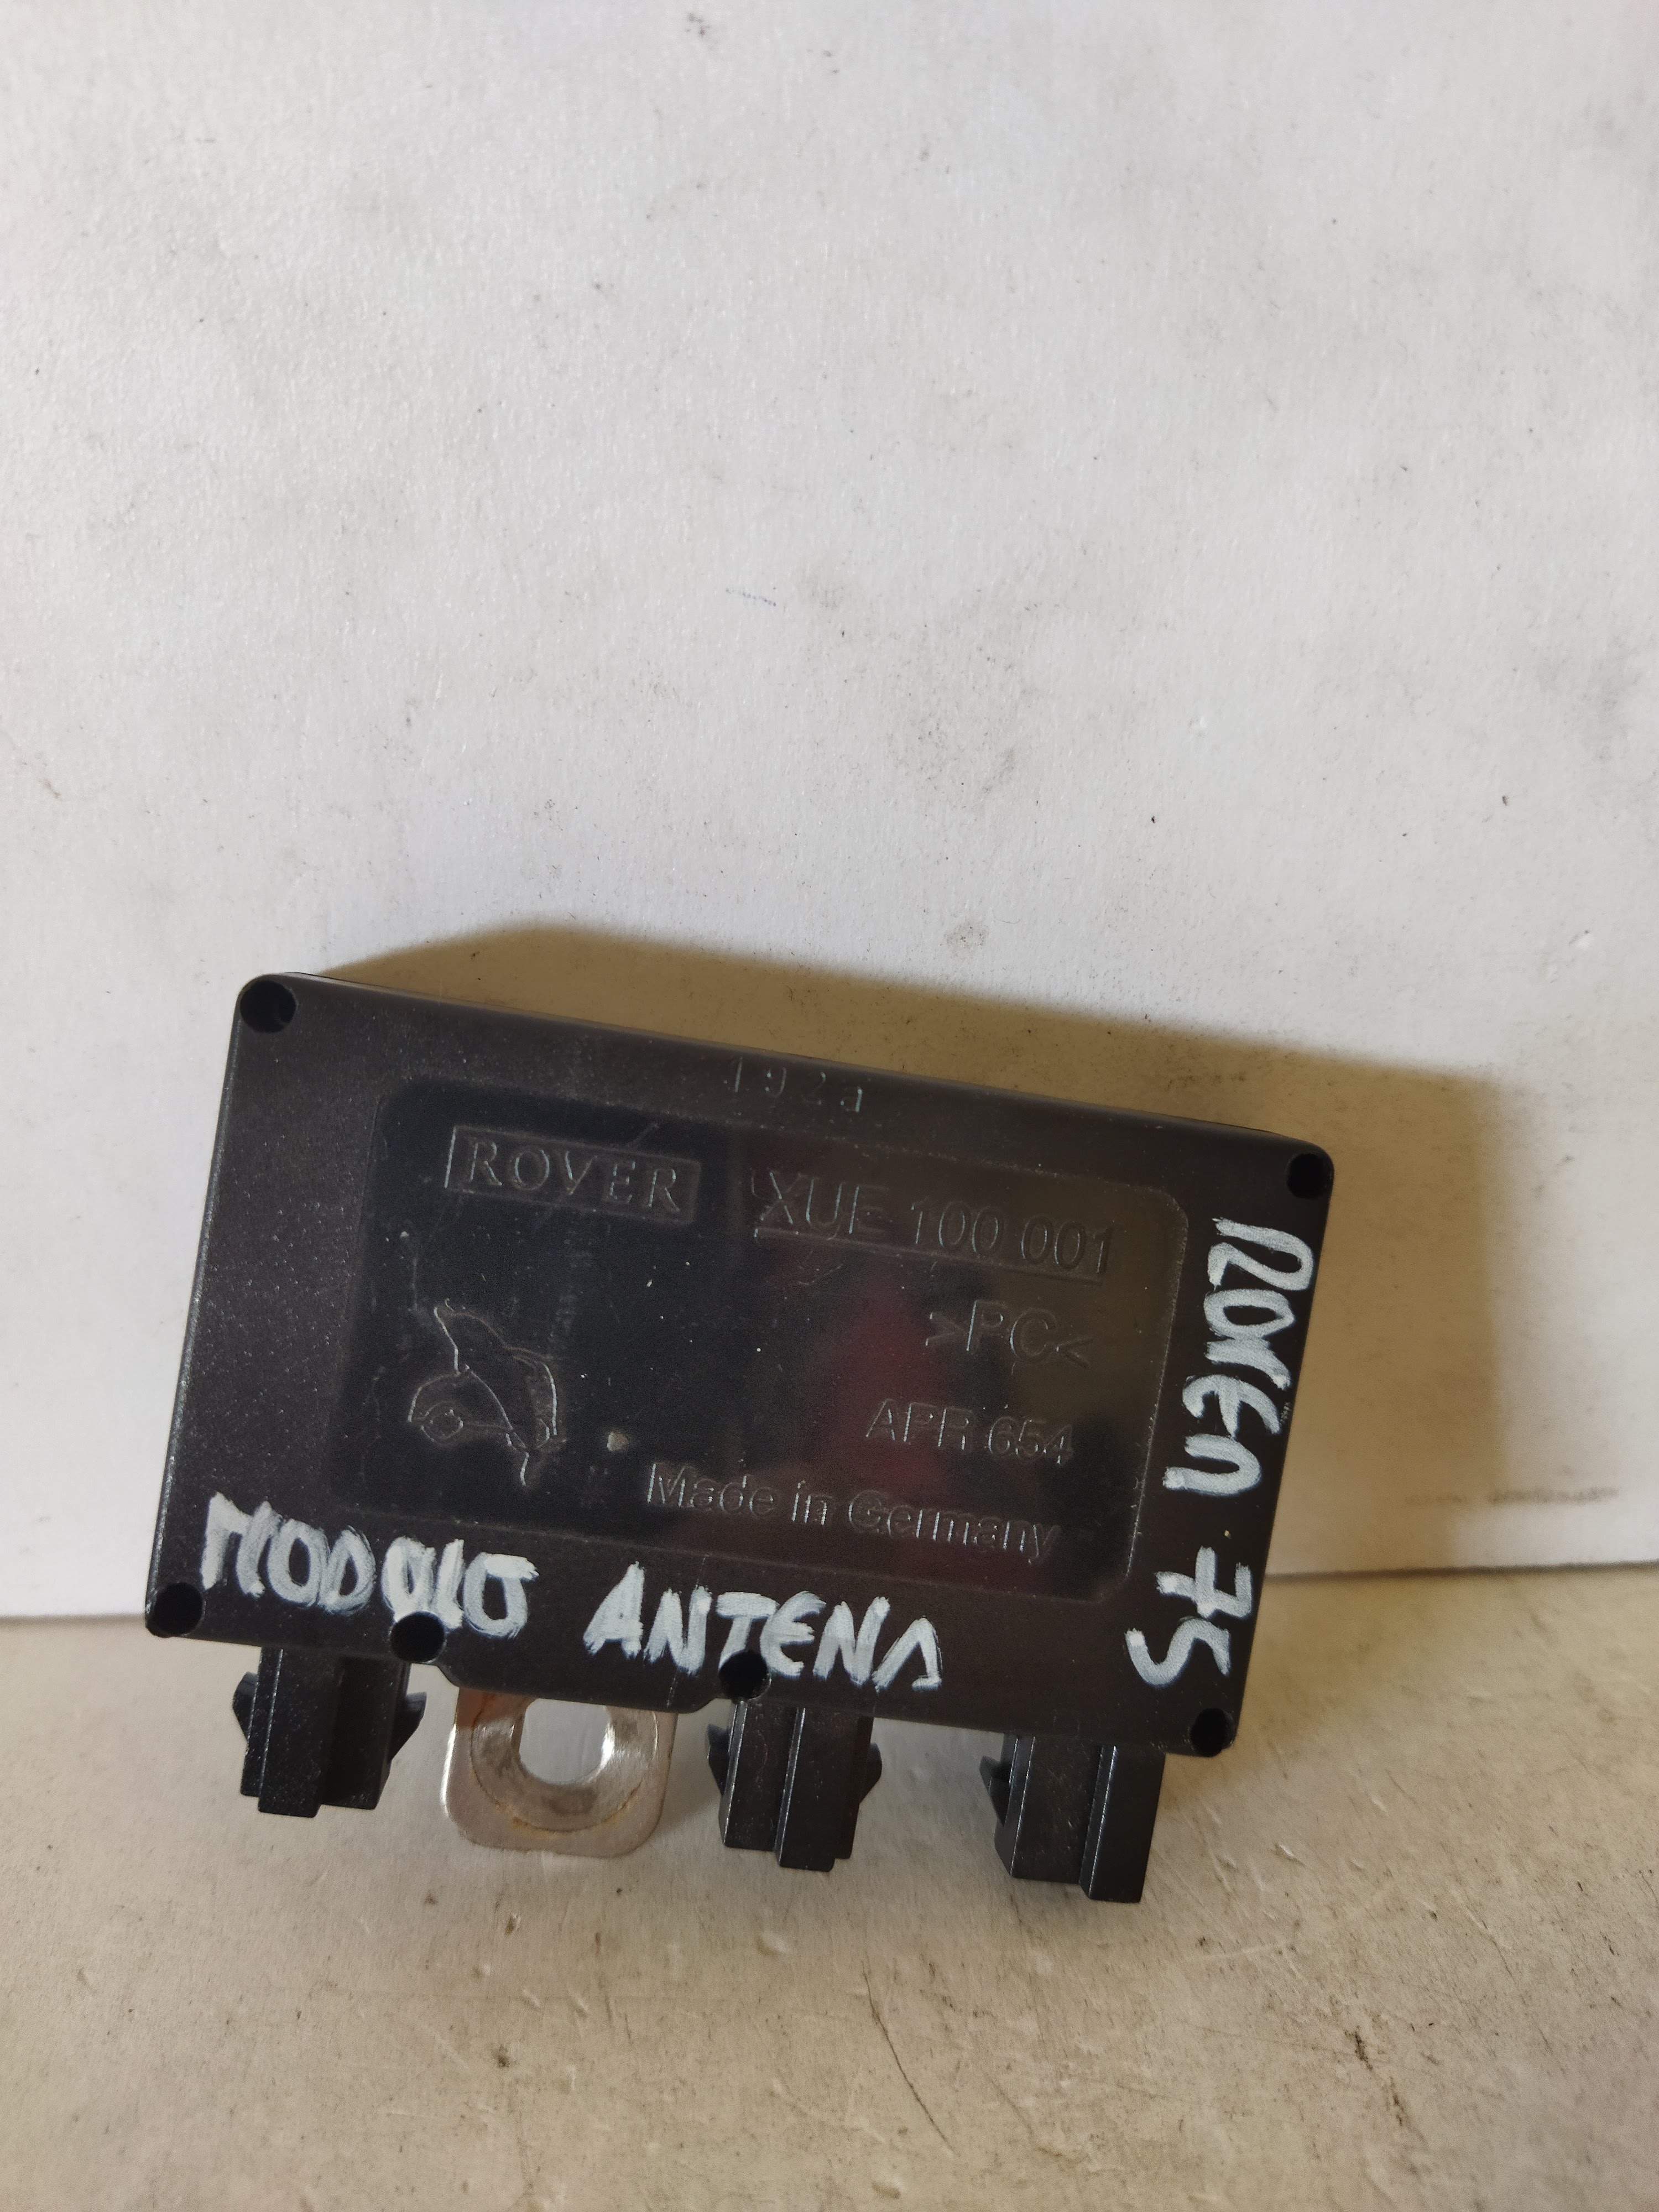 192a
ROVER
XUE 100 001
>PC<
APR 654
Made in Germany
MODULO ANTENA
ROVER 75